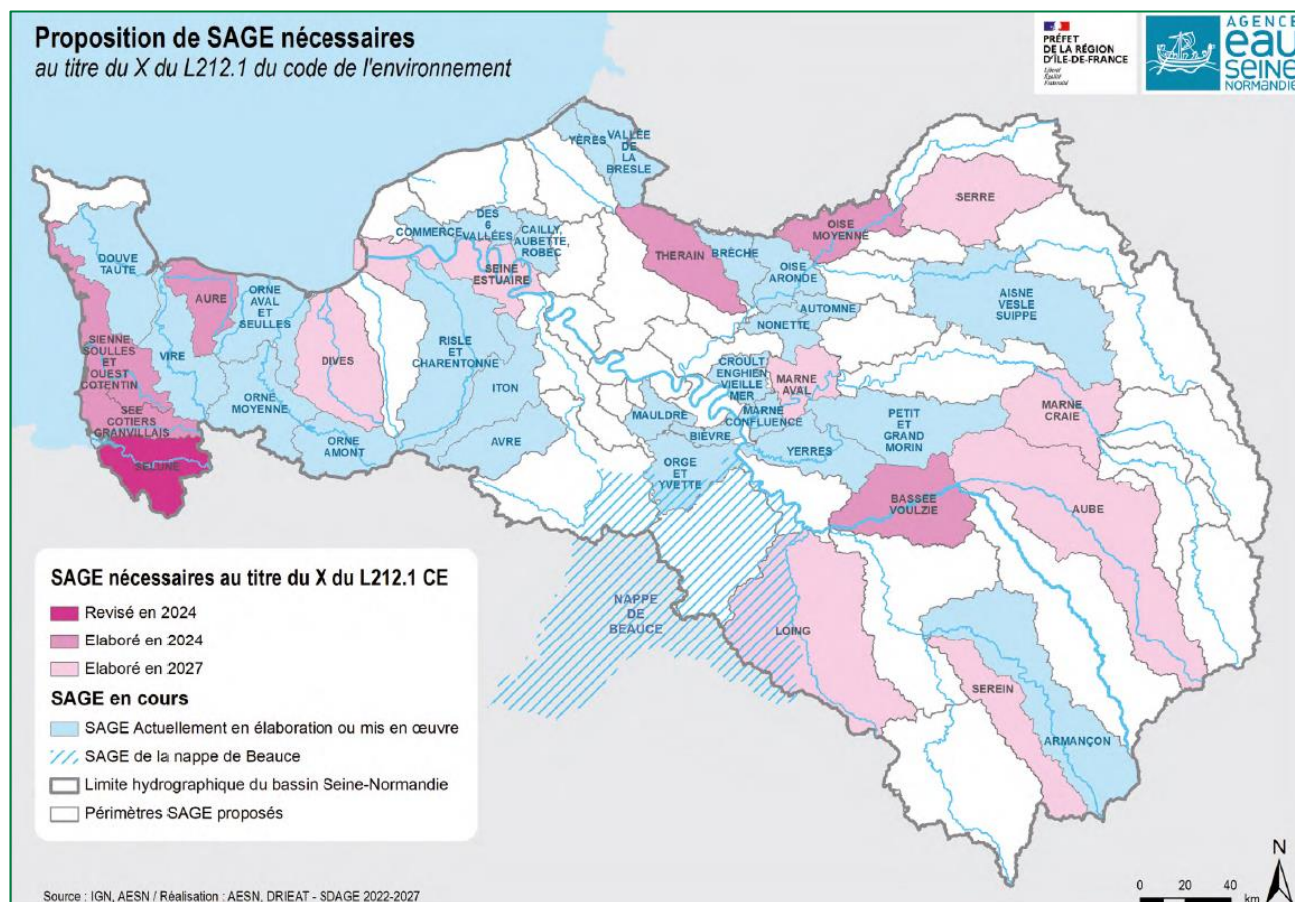 Proposition de SAGE nécessaires
au titre du X du L212.1 du code de l'environnement
PRÉFET
DE LA RÉGION
D'ÎLE-DE-FRANCE
Liberté
Égalité
Fraternité
AGENCE
eau
SEINE
NORMANDIE
YÈRES
VALLÉE
DE
LA
BRESLE
SERRE
OISE
MOYENNE
COMMERCE
DES
6
VALLÉES
CAILLY,
AUBETTE,
ROBEC
THERAIN
BRÈCHE
DOUVE
TAUTE
SEINE
ESTUAIRE
OISE
ARONDE
AURE
ORNE
AVAL
ET
SEULLES
AISNE
VESLE
SUIPPE
AUTOMNE
NONETTE
SIENNE
SOULLES
ET
OUEST
COTENTIN
VIRE
DIVES
RISLE
ET
CHARENTONNE
CROULT
ENGHIEN
VIEILLE
MER
MARNE
AVAL
ITON
MARNE
CRAIE
ORNE
MOYENNE
MAULDRE
MARNE
CONFLUENCE
PETIT
ET
GRAND
MORIN
SEE
COTIERS
GRANVILLAIS
BIÈVRE
ORNE
AMONT
AVRE
YERRES
SELUNE
ORGE
ET
YVETTE
BASSÉE
VOULZIE
AUBE
NAPPE
DE
BEAUCE
LOING
SEREIN
ARMANÇON
SAGE nécessaires au titre du X du L212.1 CE
Revisé en 2024
Elaboré en 2024
Elaboré en 2027
SAGE en cours
SAGE Actuellement en élaboration ou mis en œuvre
SAGE de la nappe de Beauce
Limite hydrographique du bassin Seine-Normandie
Périmètres SAGE proposés
Source : IGN, AESN / Réalisation : AESN, DRIEAT - SDAGE 2022-2027
N
0 20 40
km